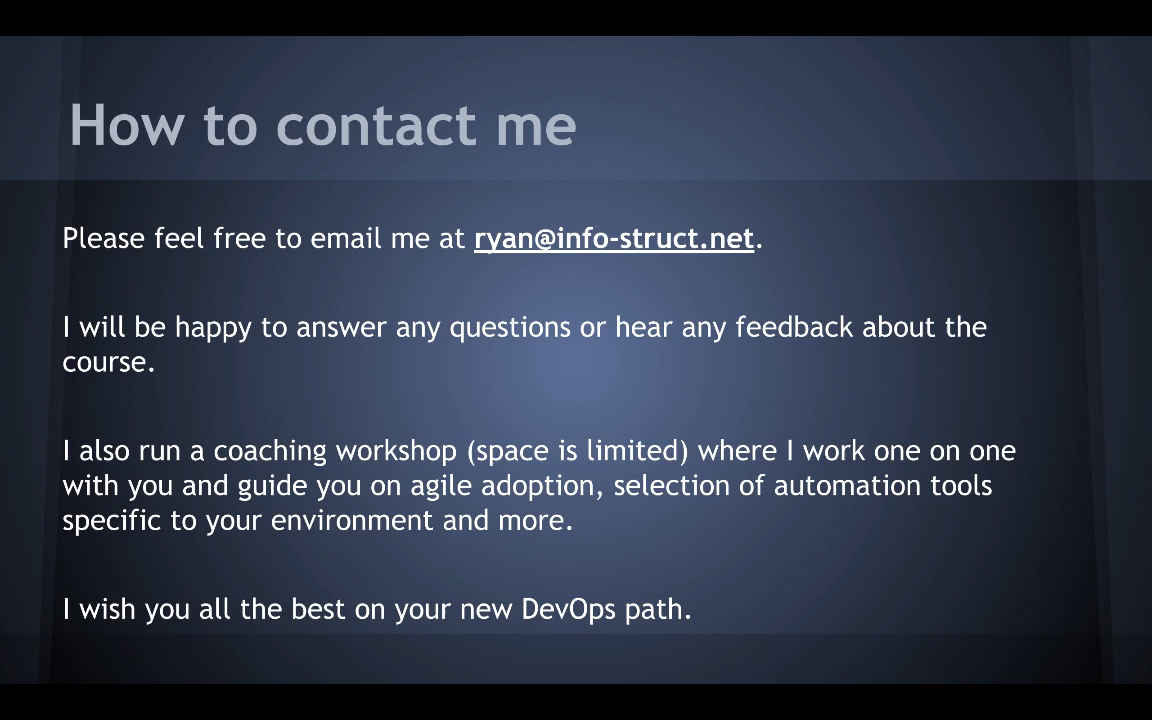 How to contact me
Please feel free to email me at ryan@info-struct.net.
I will be happy to answer any questions or hear any feedback about the
course.
I also run a coaching workshop (space is limited) where I work one on one
with you and guide you on agile adoption, selection of automation tools
specific to your environment and more.
I wish you all the best on your new DevOps path.